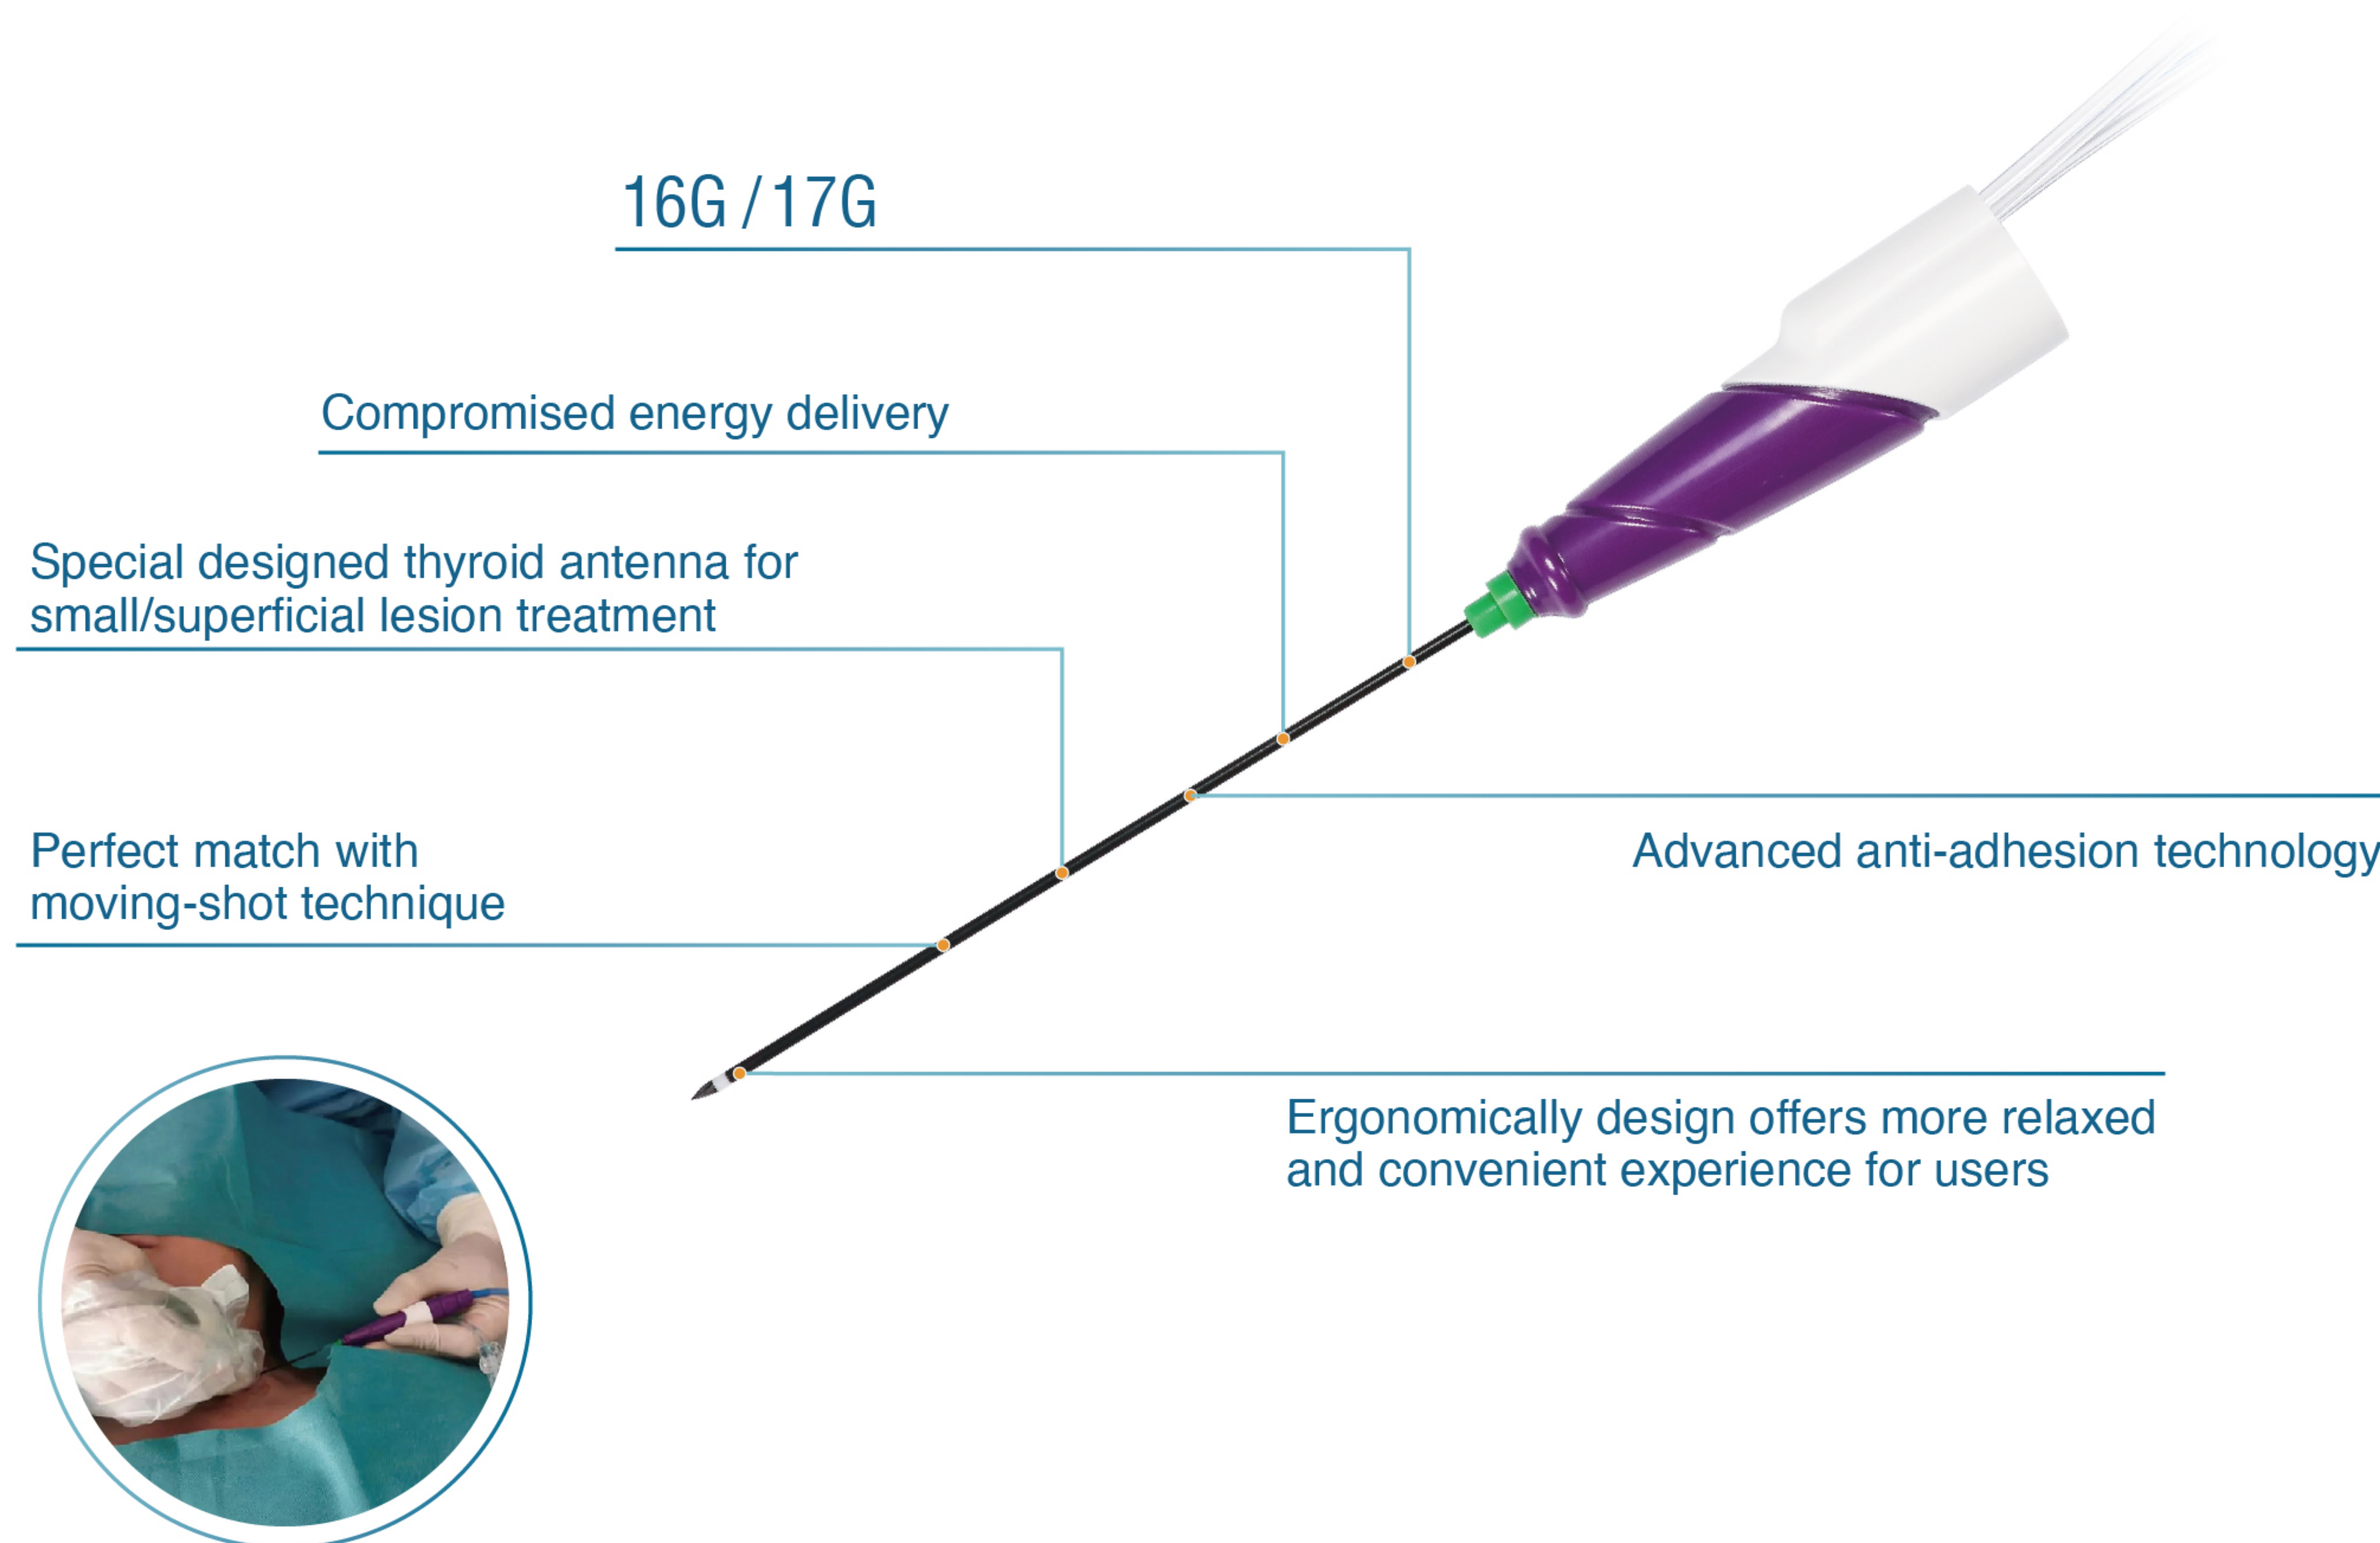 16G / 17G
Compromised energy delivery
Special designed thyroid antenna for
small/superficial lesion treatment
Perfect match with
moving-shot technique
Advanced anti-adhesion technology
Ergonomically design offers more relaxed
and convenient experience for users